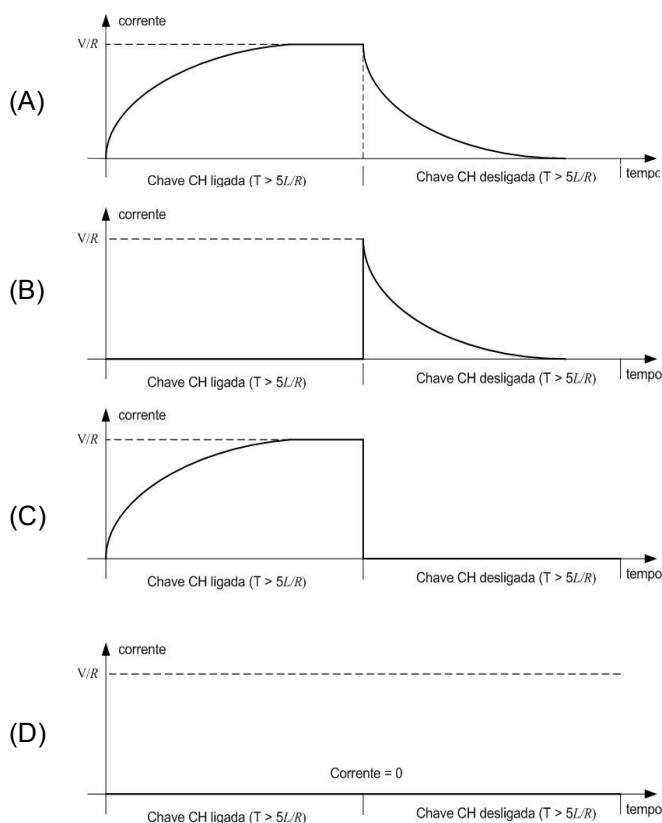 corrente
V/R
(A)
Chave CH ligada (T > 5L/R)
Chave CH desligada (T > 5L/R)
tempo
corrente
V/R
(B)
Chave CH ligada (T > 5L/R)
Chave CH desligada (T > 5L/R)
tempo
corrente
V/R
(C)
Chave CH ligada (T > 5L/R)
Chave CH desligada (T > 5L/R)
tempo
corrente
V/R
(D)
Corrente = 0
Chave CH ligada (T > 5L/R)
Chave CH desligada (T > 5L/R)
tempo